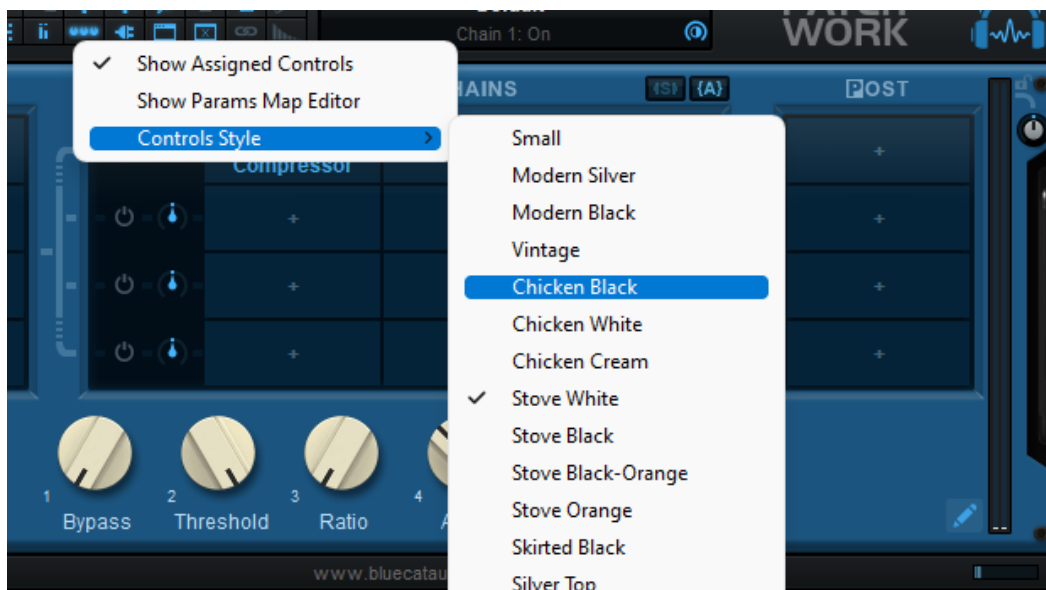 Chain 1: On
WORK
Show Assigned Controls
Show Params Map Editor
Controls Style
{S} {A}
POST
Compressor
Small
Modern Silver
Modern Black
Vintage
Chicken Black
Chicken White
Chicken Cream
Stove White
Stove Black
Stove Black-Orange
Stove Orange
Skirted Black
Silver Top
1 2 3 4
Bypass Threshold Ratio
www.bluecatau